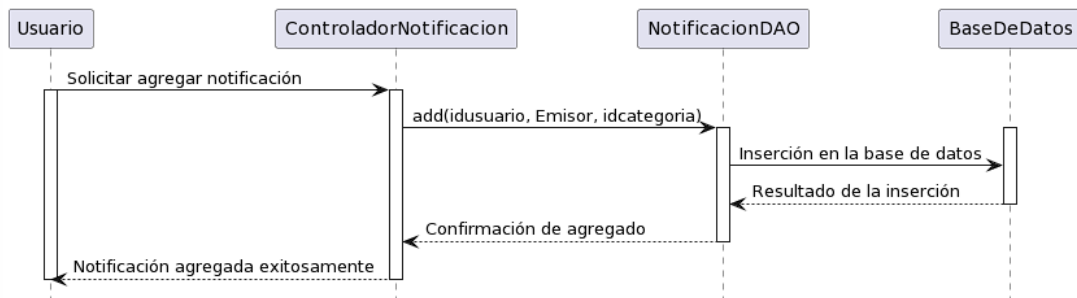 Usuario
ControladorNotificacion
NotificacionDAO
BaseDeDatos
Solicitar agregar notificación
add(idusuario, Emisor, idcategoria)
Inserción en la base de datos
Resultado de la inserción
Confirmación de agregado
Notificación agregada exitosamente